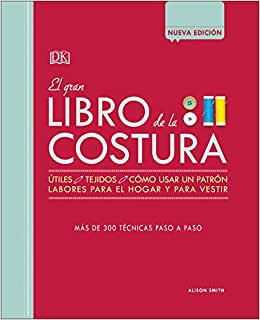 NUEVA EDICIÓN
DK
El gran
LIBRO de la
COSTURA
ÚTILES TEJIDOS CÓMO USAR UN PATRÓN
LABORES PARA EL HOGAR Y PARA VESTIR
MÁS DE 300 TÉCNICAS PASO A PASO
ALISON SMITH